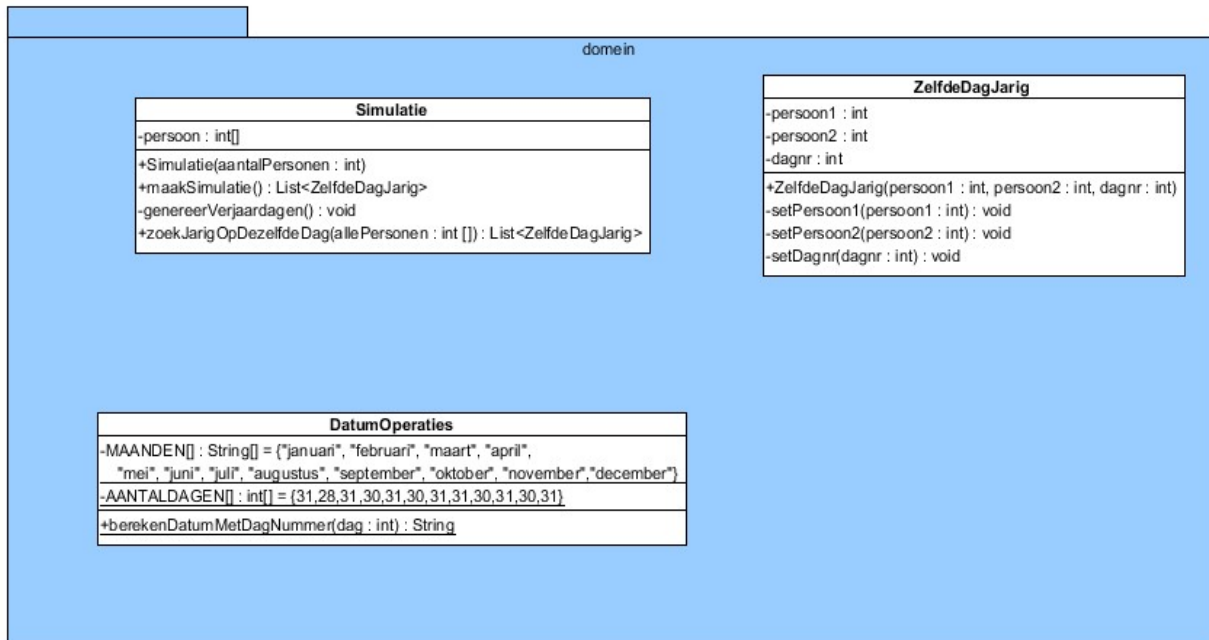 domein
Simulatie
-persoon : int[]
+Simulatie(aantalPersonen : int)
+maakSimulatie() : List<ZelfdeDagJarig>
-genereerVerjaardagen() : void
+zoekJarigOpDezelfdeDag(allePersonen : int []) : List<ZelfdeDagJarig>
ZelfdeDagJarig
-persoon1 : int
-persoon2 : int
-dagnr : int
+ZelfdeDagJarig(persoon1 : int, persoon2 : int, dagnr : int)
-setPersoon1(persoon1 : int) : void
-setPersoon2(persoon2 : int) : void
-setDagnr(dagnr : int) : void
DatumOperaties
-MAANDEN[] : String[] = {"januari", "februari", "maart", "april",
"mei", "juni", "juli", "augustus", "september", "oktober", "november","december"}
-AANTALDAGEN[] : int[] = {31,28,31,30,31,30,31,31,30,31,30,31}
+berekenDatumMetDagNummer(dag : int) : String